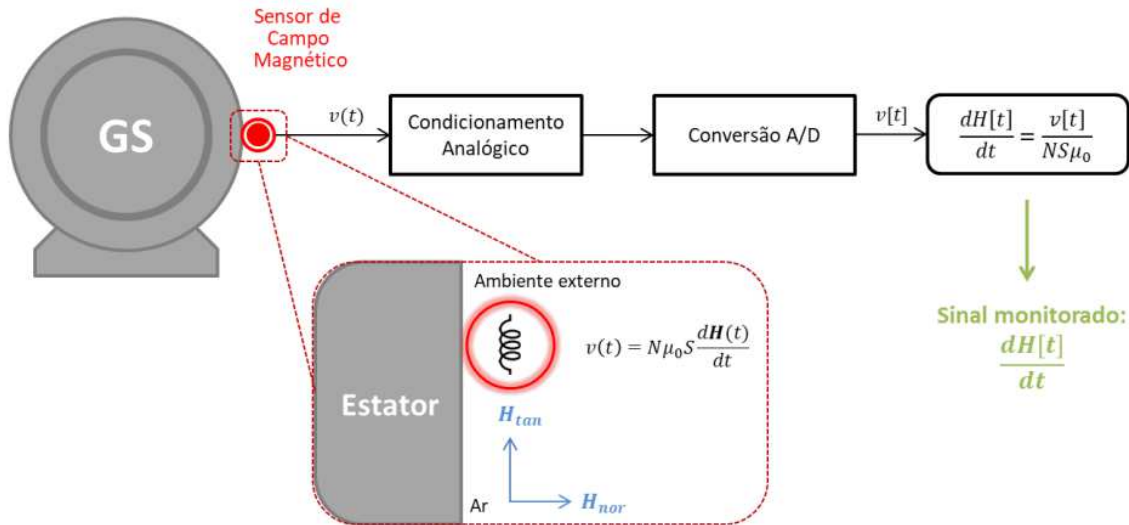 Sensor de
Campo
Magnético
GS
v(t)
Condicionamento
Analógico
Conversão A/D
v[t]
dH[t]/dt = v[t]/NSμ₀
Ambiente externo
v(t) = Nμ₀S dH(t)/dt
Estator
H_tan
Ar
H_nor
Sinal monitorado:
dH[t]/dt